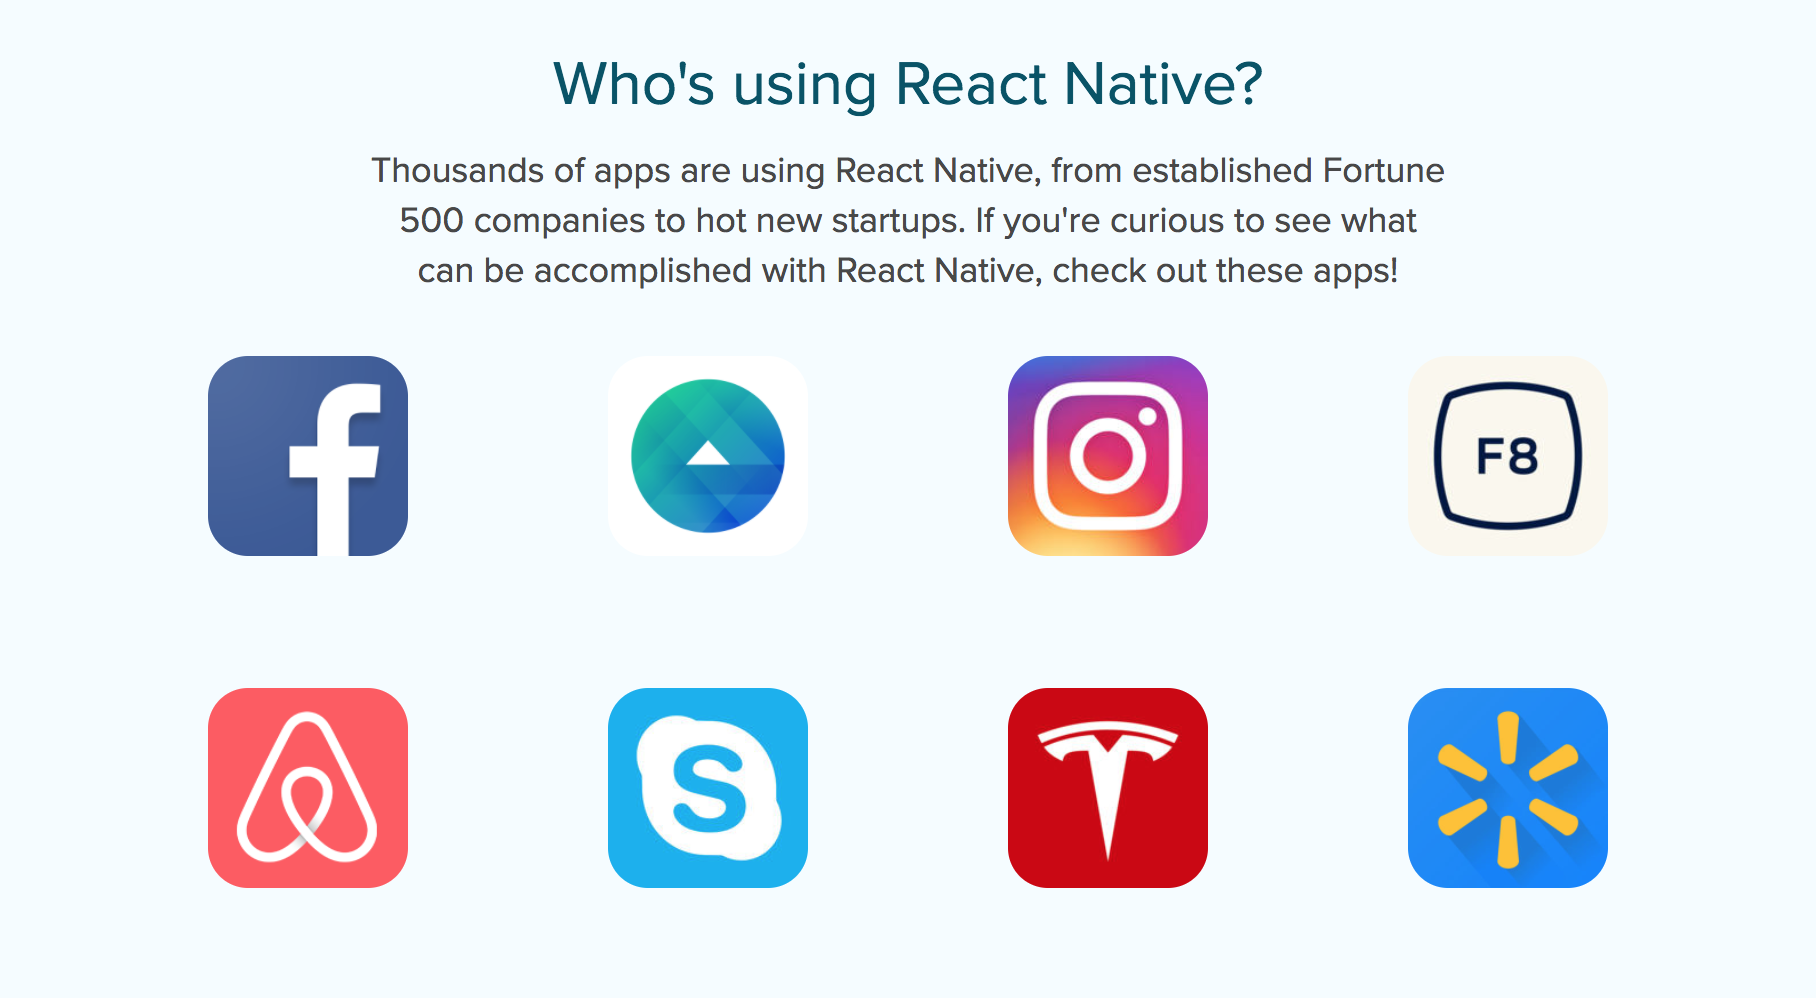 Who's using React Native?
Thousands of apps are using React Native, from established Fortune
500 companies to hot new startups. If you're curious to see what
can be accomplished with React Native, check out these apps!
f
F8
S
T